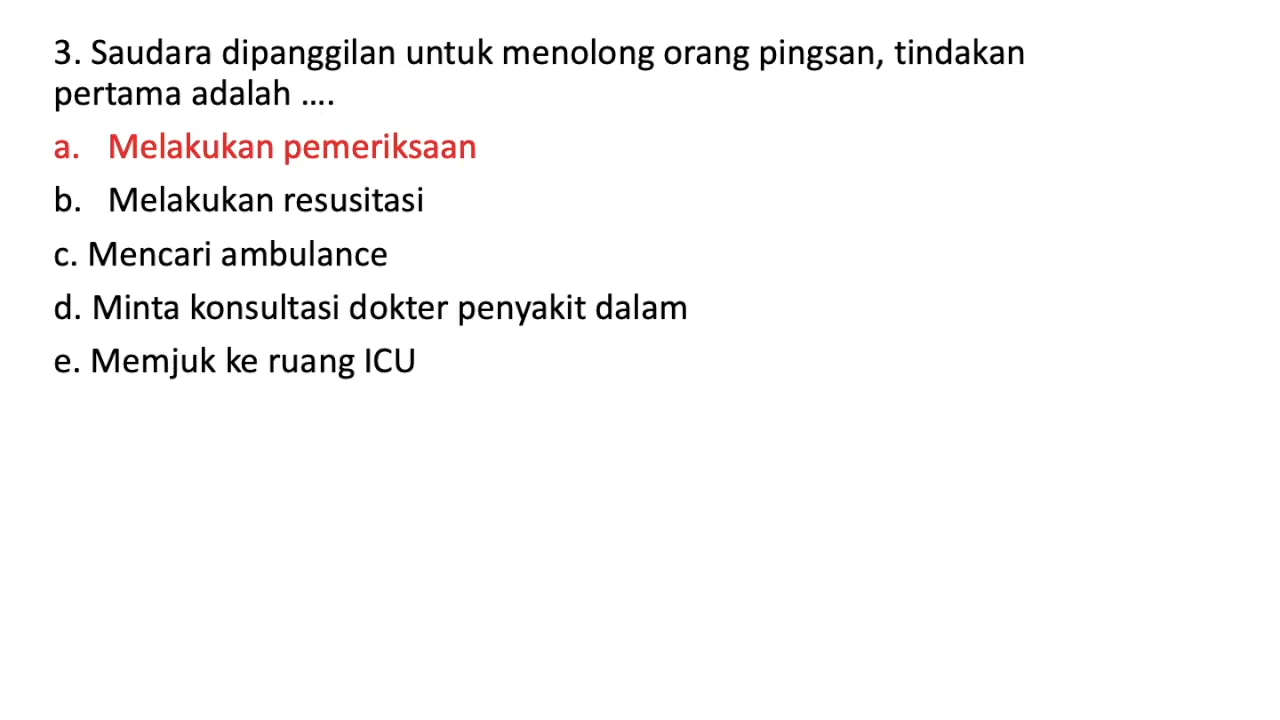 3. Saudara dipanggilan untuk menolong orang pingsan, tindakan
pertama adalah ….
a. Melakukan pemeriksaan
b. Melakukan resusitasi
c. Mencari ambulance
d. Minta konsultasi dokter penyakit dalam
e. Memjuk ke ruang ICU